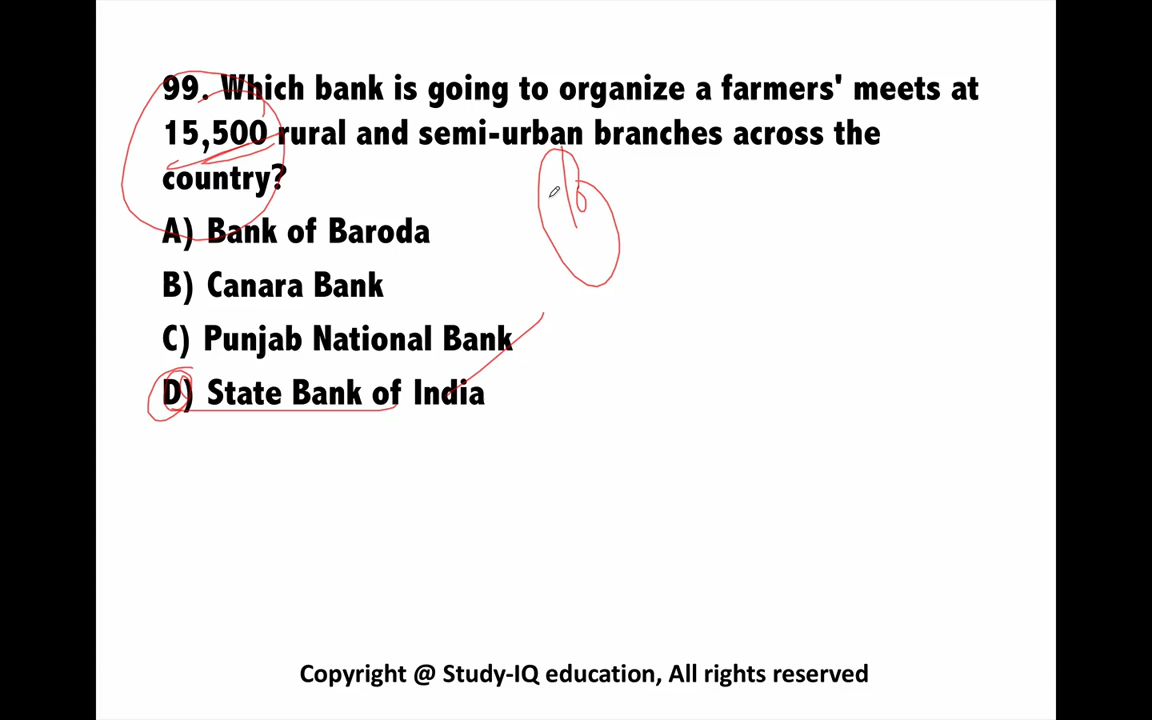 99. Which bank is going to organize a farmers' meets at
15,500 rural and semi-urban branches across the
country?
A) Bank of Baroda
B) Canara Bank
C) Punjab National Bank
D) State Bank of India
Copyright @ Study-IQ education, All rights reserved